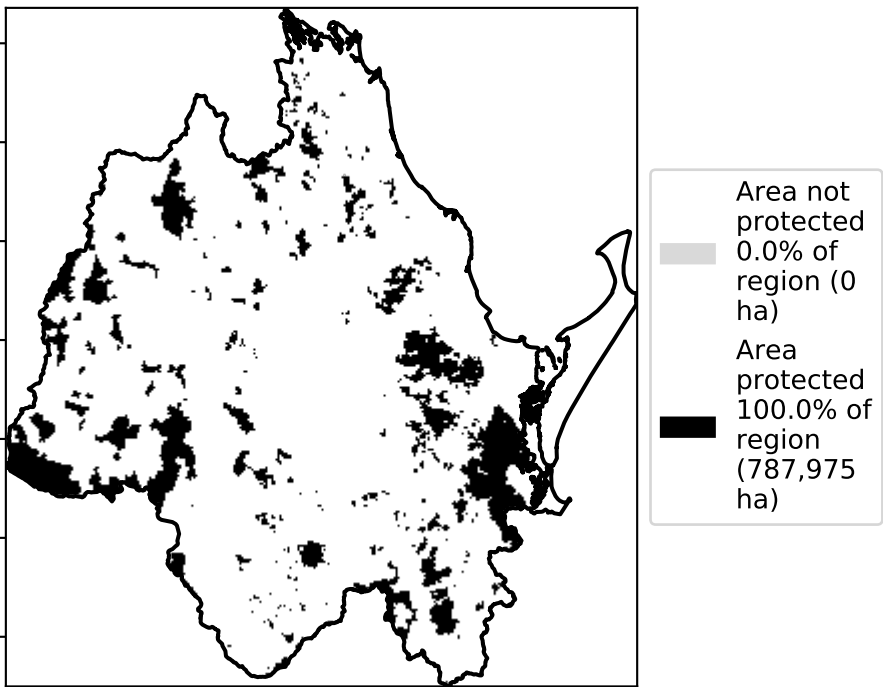 Area not
protected
0.0% of
region (0
ha)
Area
protected
100.0% of
region
(787,975
ha)